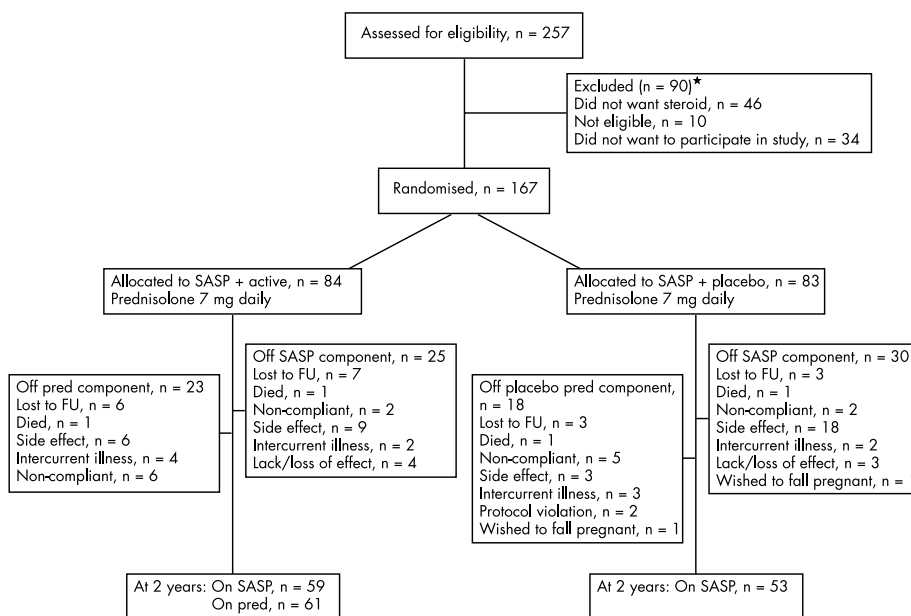 Assessed for eligibility, n = 257
Excluded (n = 90)★
Did not want steroid, n = 46
Not eligible, n = 10
Did not want to participate in study, n = 34
Randomised, n = 167
Allocated to SASP + active, n = 84
Prednisolone 7 mg daily
Allocated to SASP + placebo, n = 83
Prednisolone 7 mg daily
Off pred component, n = 23
Lost to FU, n = 6
Died, n = 1
Side effect, n = 6
Intercurrent illness, n = 4
Non-compliant, n = 6
Off SASP component, n = 25
Lost to FU, n = 7
Died, n = 1
Non-compliant, n = 2
Side effect, n = 9
Intercurrent illness, n = 2
Lack/loss of effect, n = 4
Off placebo pred component,
n = 18
Lost to FU, n = 3
Died, n = 1
Non-compliant, n = 5
Side effect, n = 3
Intercurrent illness, n = 3
Protocol violation, n = 2
Wished to fall pregnant, n = 1
Off SASP component, n = 30
Lost to FU, n = 3
Died, n = 1
Non-compliant, n = 2
Side effect, n = 18
Intercurrent illness, n = 2
Lack/loss of effect, n = 3
Wished to fall pregnant, n =
At 2 years: On SASP, n = 59
On pred, n = 61
At 2 years: On SASP, n = 53